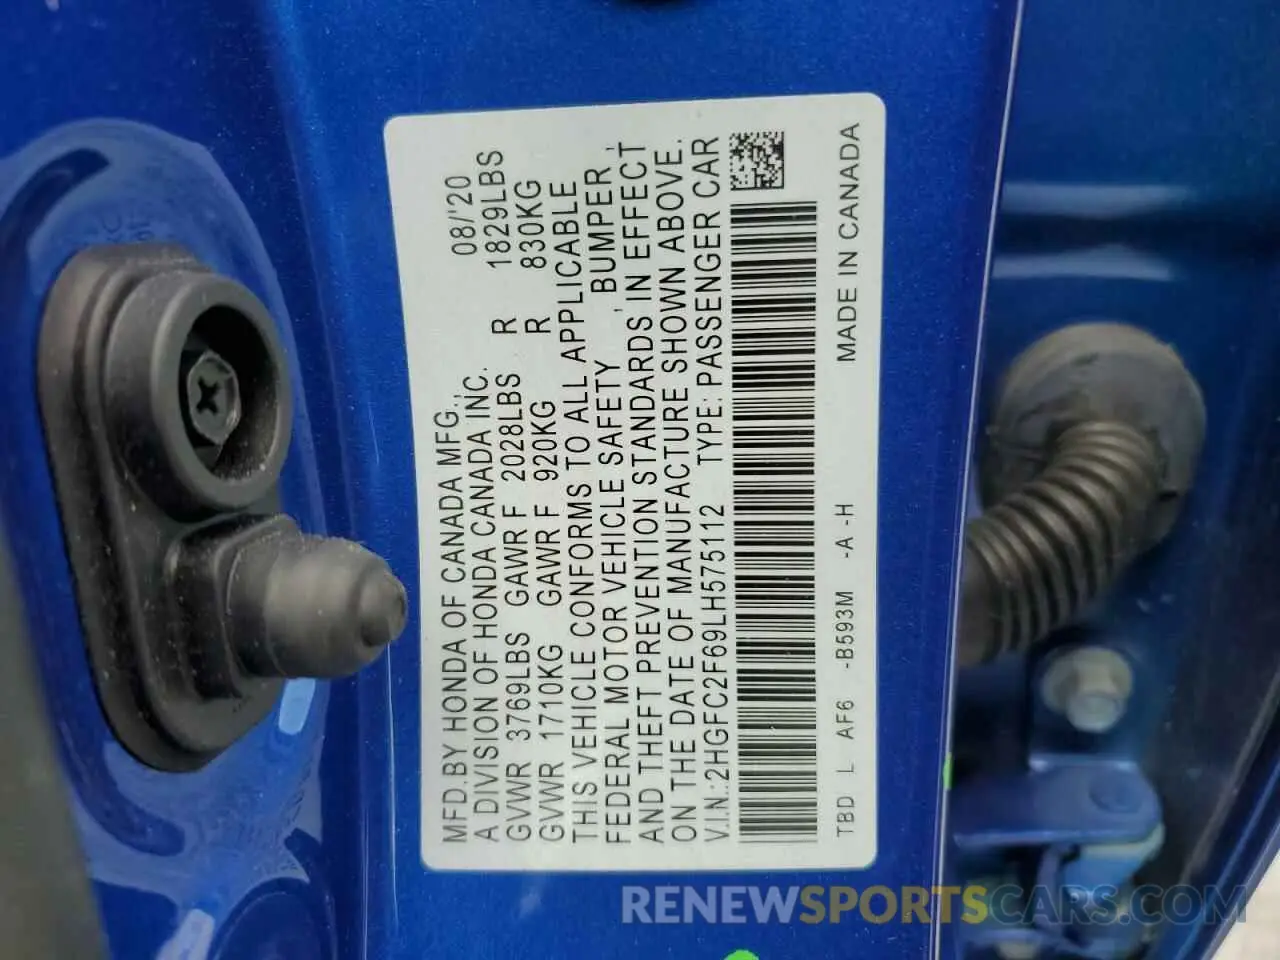 MFD.BY HONDA OF CANADA MFG., 08/'20
A DIVISION OF HONDA CANADA INC.
GVWR 3769LBS GAWR F 2028LBS R 1829LBS
GVWR 1710KG GAWR F 920KG R 830KG
THIS VEHICLE CONFORMS TO ALL APPLICABLE
FEDERAL MOTOR VEHICLE SAFETY , BUMPER ,
AND THEFT PREVENTION STANDARDS IN EFFECT
ON THE DATE OF MANUFACTURE SHOWN ABOVE.
V.I.N.:2HGFC2F69LH575112 TYPE:PASSENGER CAR
TBD L AF6 -B593M -A -H MADE IN CANADA
RENEWSPORTSCARS.COM